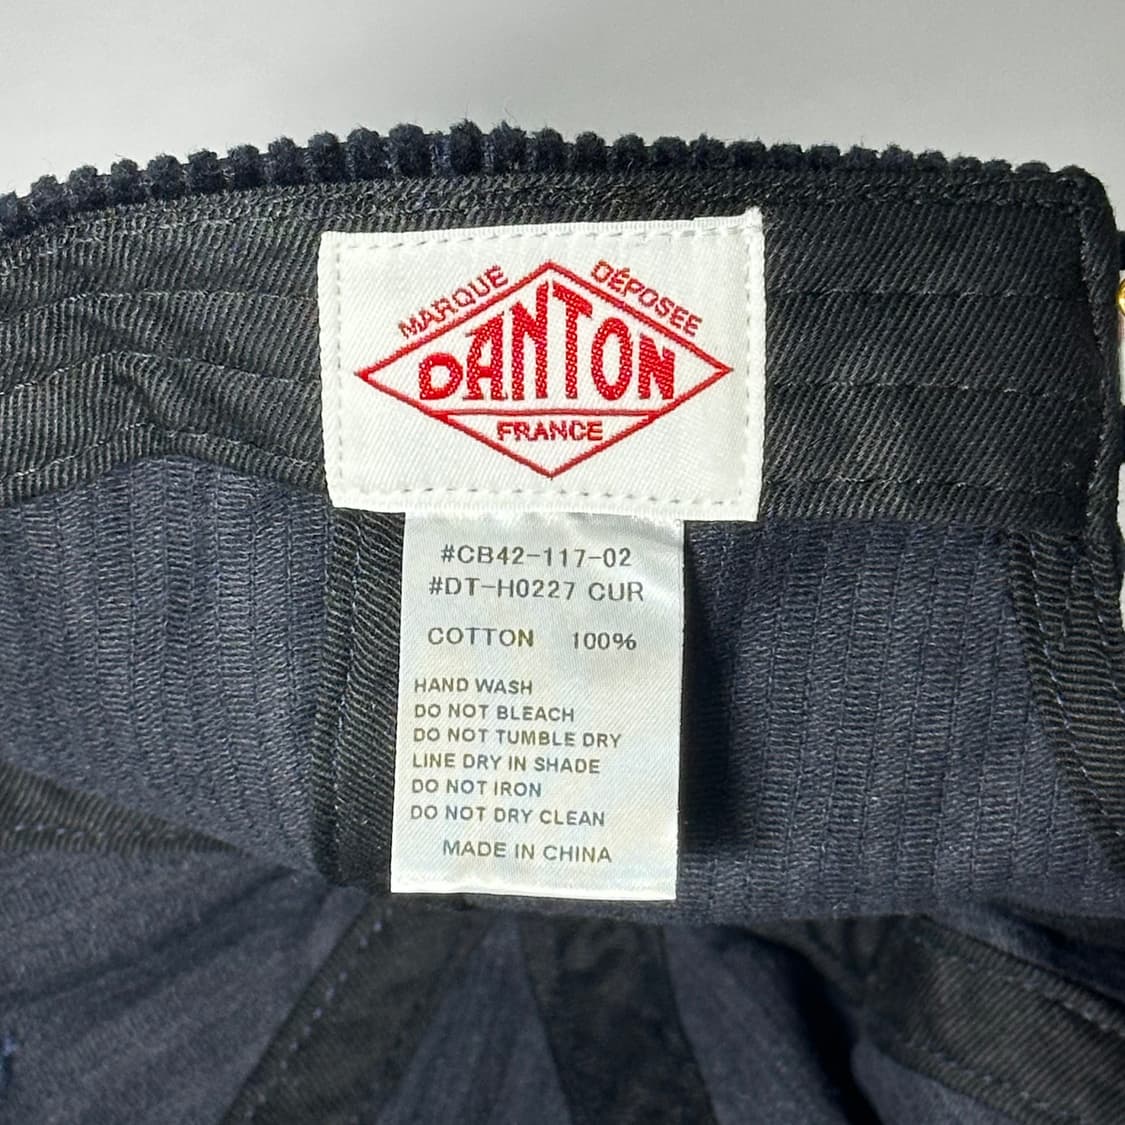 MARQUE DÉPOSÉE
DANTON
FRANCE
#CB42-117-02
#DT-H0227 CUR
COTTON 100%
HAND WASH
DO NOT BLEACH
DO NOT TUMBLE DRY
LINE DRY IN SHADE
DO NOT IRON
DO NOT DRY CLEAN
MADE IN CHINA